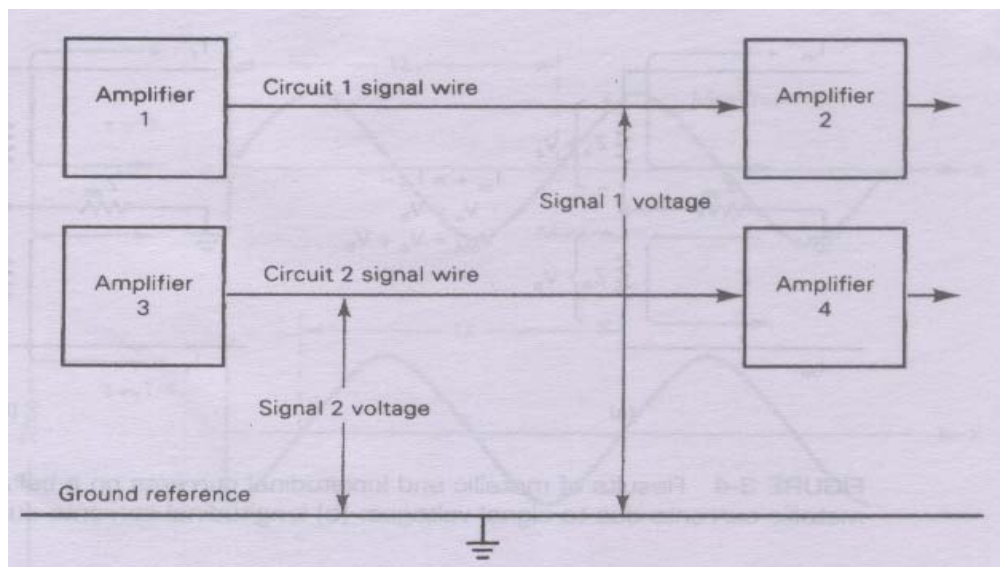 Amplifier
1
Circuit 1 signal wire
Amplifier
2
Signal 1 voltage
Amplifier
3
Circuit 2 signal wire
Amplifier
4
Signal 2 voltage
Ground reference